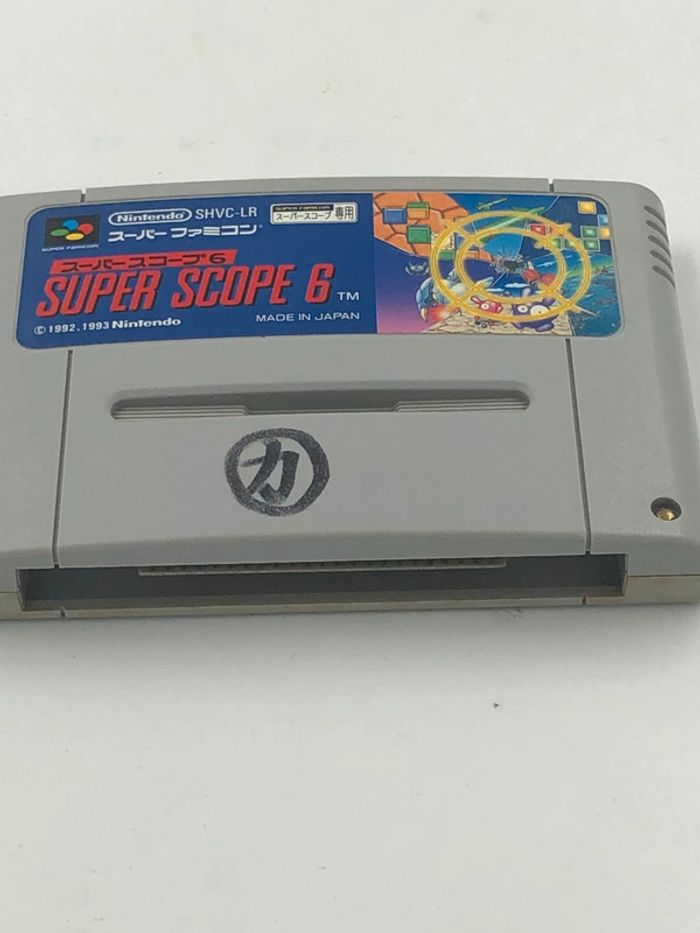 SUPER FAMICOM
Nintendo SHVC-LR
スーパーファミコン
SUPER FAMICOM
スーパースコープ専用
スーパースコープ6
SUPER SCOPE 6 TM
© 1992.1993 Nintendo
MADE IN JAPAN
カ